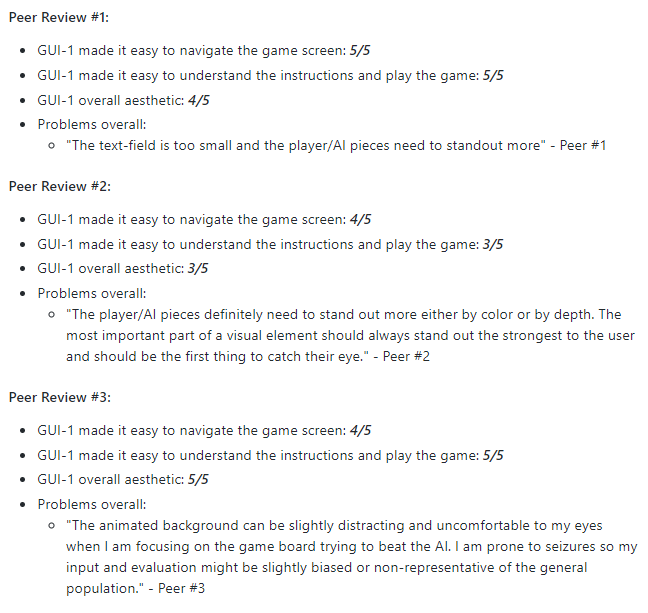 Peer Review #1:
GUI-1 made it easy to navigate the game screen: 5/5
GUI-1 made it easy to understand the instructions and play the game: 5/5
GUI-1 overall aesthetic: 4/5
Problems overall:
"The text-field is too small and the player/AI pieces need to standout more" - Peer #1
Peer Review #2:
GUI-1 made it easy to navigate the game screen: 4/5
GUI-1 made it easy to understand the instructions and play the game: 3/5
GUI-1 overall aesthetic: 3/5
Problems overall:
"The player/AI pieces definitely need to stand out more either by color or by depth. The
most important part of a visual element should always stand out the strongest to the user
and should be the first thing to catch their eye." - Peer #2
Peer Review #3:
GUI-1 made it easy to navigate the game screen: 4/5
GUI-1 made it easy to understand the instructions and play the game: 5/5
GUI-1 overall aesthetic: 5/5
Problems overall:
"The animated background can be slightly distracting and uncomfortable to my eyes
when I am focusing on the game board trying to beat the AI. I am prone to seizures so my
input and evaluation might be slightly biased or non-representative of the general
population." - Peer #3